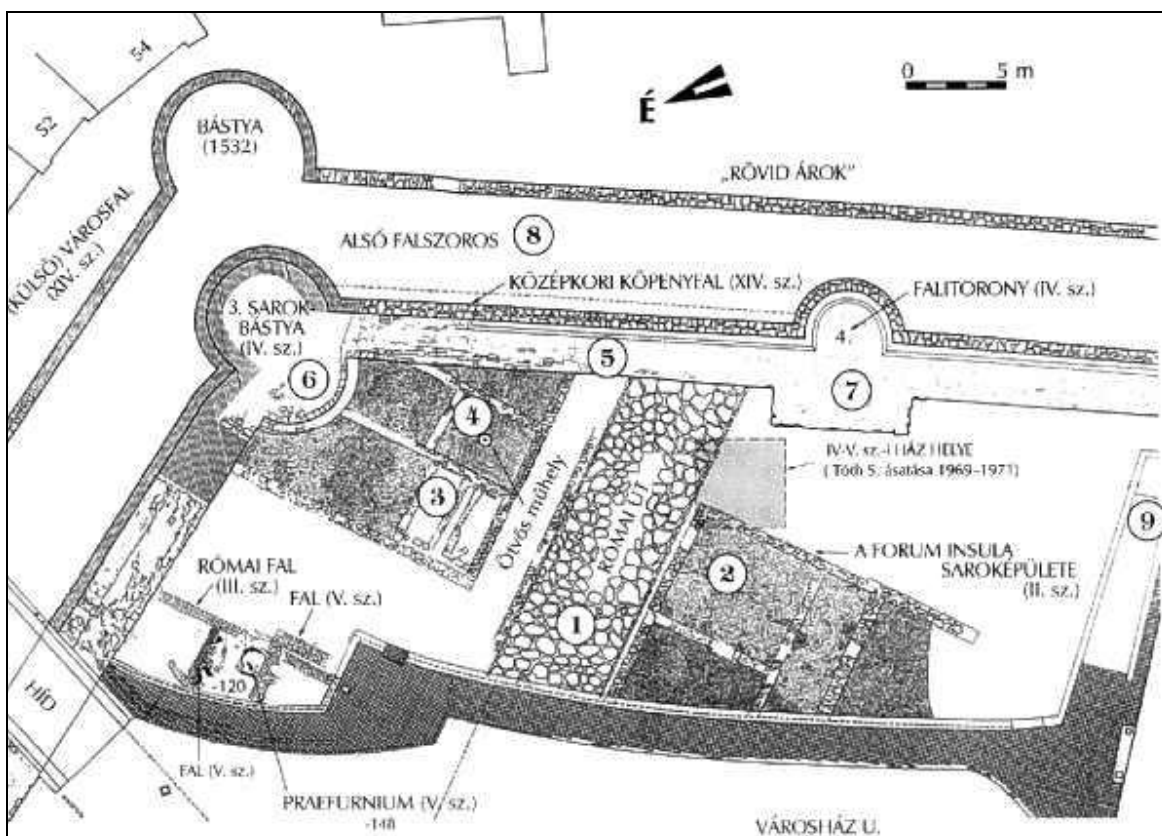 54
52
BÁSTYA
(1532)
É
0 5 m
„RÖVID ÁROK”
(KÜLSŐ) VÁROSFAL
(XIV. sz.)
ALSÓ FALSZOROS
8
KÖZÉPKORI KÖPENYFAL (XIV. sz.)
FALITORONY (IV. sz.)
3. SAROK-
BÁSTYA
(IV. sz.)
4.
5
6
7
4
IV-V. sz.-I HÁZ HELYE
( Tóth S. ásatása 1969–1971)
3
Ötvös műhely
RÓMAI ÚT
9
A FORUM INSULA
SAROKÉPÜLETE
(II. sz.)
2
RÓMAI FAL
(III. sz.)
FAL (V. sz.)
1
-120
HÍD
FAL (V. sz.)
PRAEFURNIUM (V. sz.)
-148
VÁROSHÁZ U.